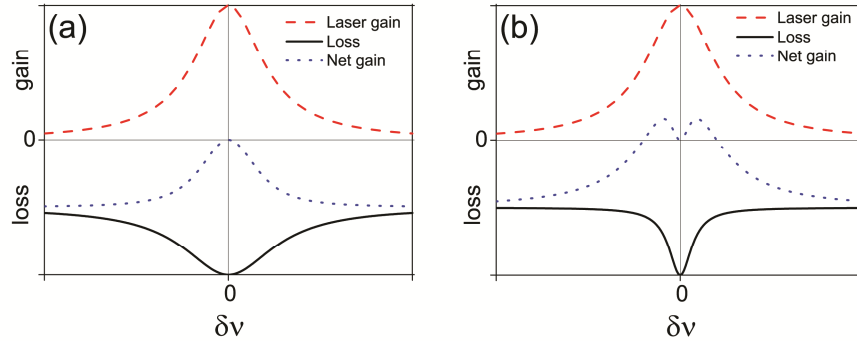 (a)
Laser gain
Loss
Net gain
gain
0
loss
0
δν
(b)
Laser gain
Loss
Net gain
gain
0
loss
0
δν